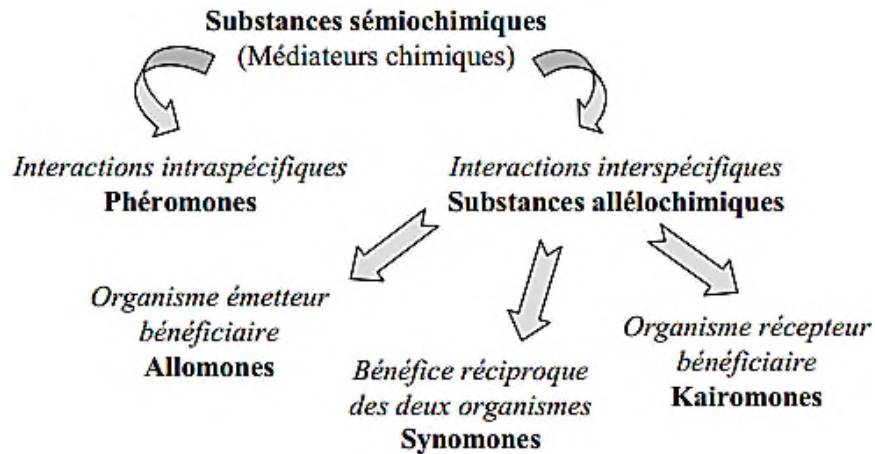 Substances sémiochimiques
(Médiateurs chimiques)
Interactions intraspécifiques
Phéromones
Interactions interspécifiques
Substances allélochimiques
Organisme émetteur
bénéficiaire
Allomones
Bénéfice réciproque
des deux organismes
Synomones
Organisme récepteur
bénéficiaire
Kairomones